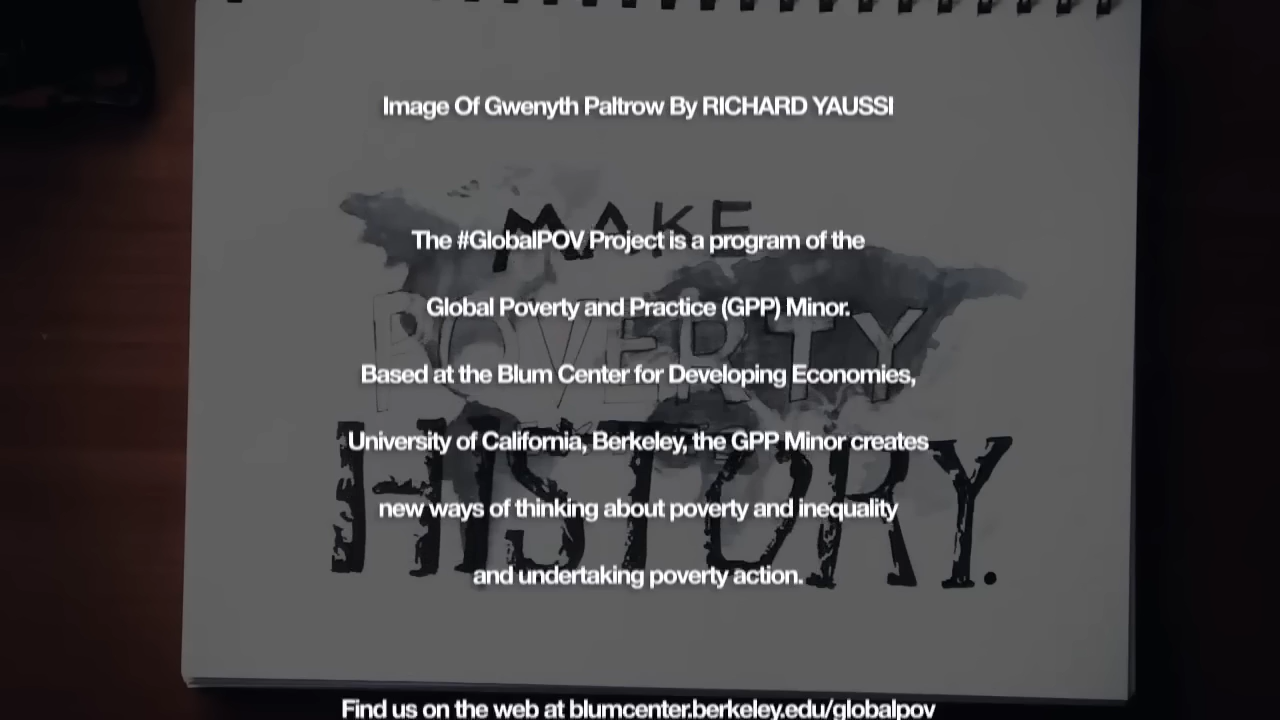 Image Of Gwenyth Paltrow By RICHARD YAUSSI
MAKE
The #GlobalPOV Project is a program of the
Global Poverty and Practice (GPP) Minor.
POVERTY
Based at the Blum Center for Developing Economies,
University of California, Berkeley, the GPP Minor creates
HISTORY.
new ways of thinking about poverty and inequality
and undertaking poverty action.
Find us on the web at blumcenter.berkeley.edu/globalpov